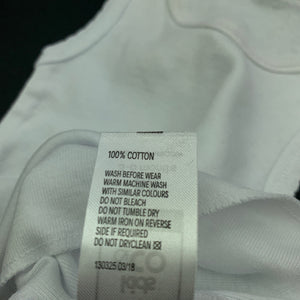 100% COTTON
WASH BEFORE WEAR
WARM MACHINE WASH
WITH SIMILAR COLOURS
DO NOT BLEACH
DO NOT TUMBLE DRY
WARM IRON ON REVERSE
SIDE IF REQUIRED
DO NOT DRYCLEAN
130325 03/18